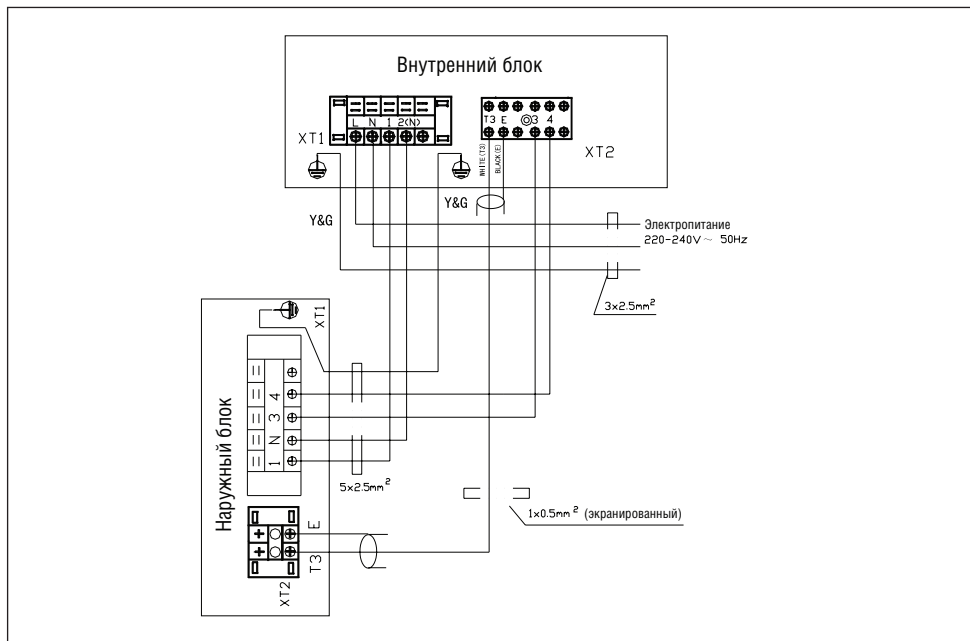 Внутренний блок
L N 1 2(N)
T3 E 3 4
XT1
XT2
WHITE(T3)
BLACK(E)
Y&G
Y&G
Электропитание
220-240V ~ 50Hz
3x2.5mm²
XT1
Наружный блок
1 N 3 4
5x2.5mm²
1x0.5mm² (экранированный)
E
T3
XT2